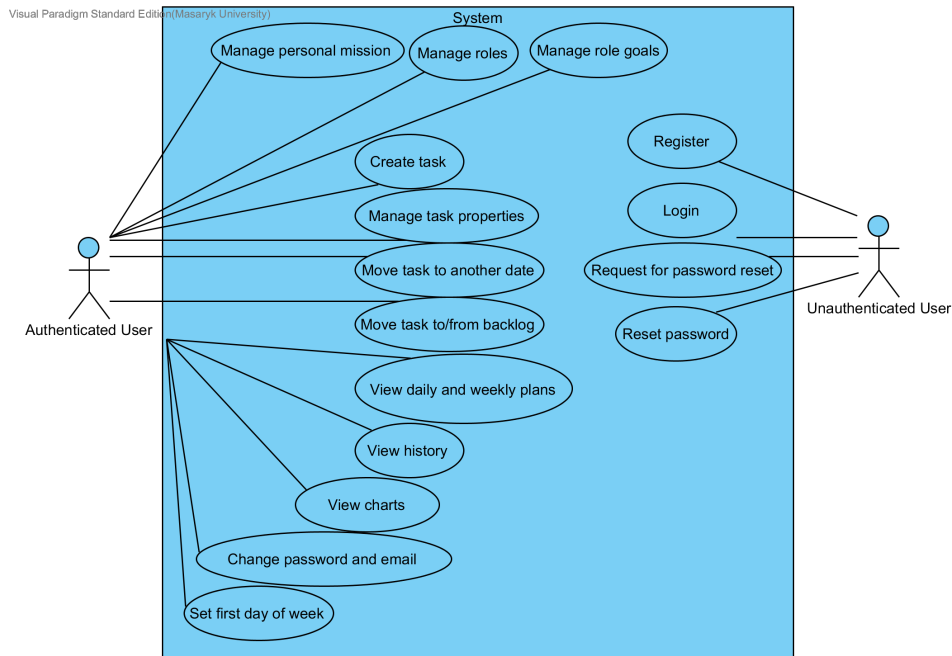 Visual Paradigm Standard Edition(Masaryk University)
System
Manage personal mission
Manage roles
Manage role goals
Register
Create task
Login
Manage task properties
Move task to another date
Request for password reset
Authenticated User
Unauthenticated User
Move task to/from backlog
Reset password
View daily and weekly plans
View history
View charts
Change password and email
Set first day of week